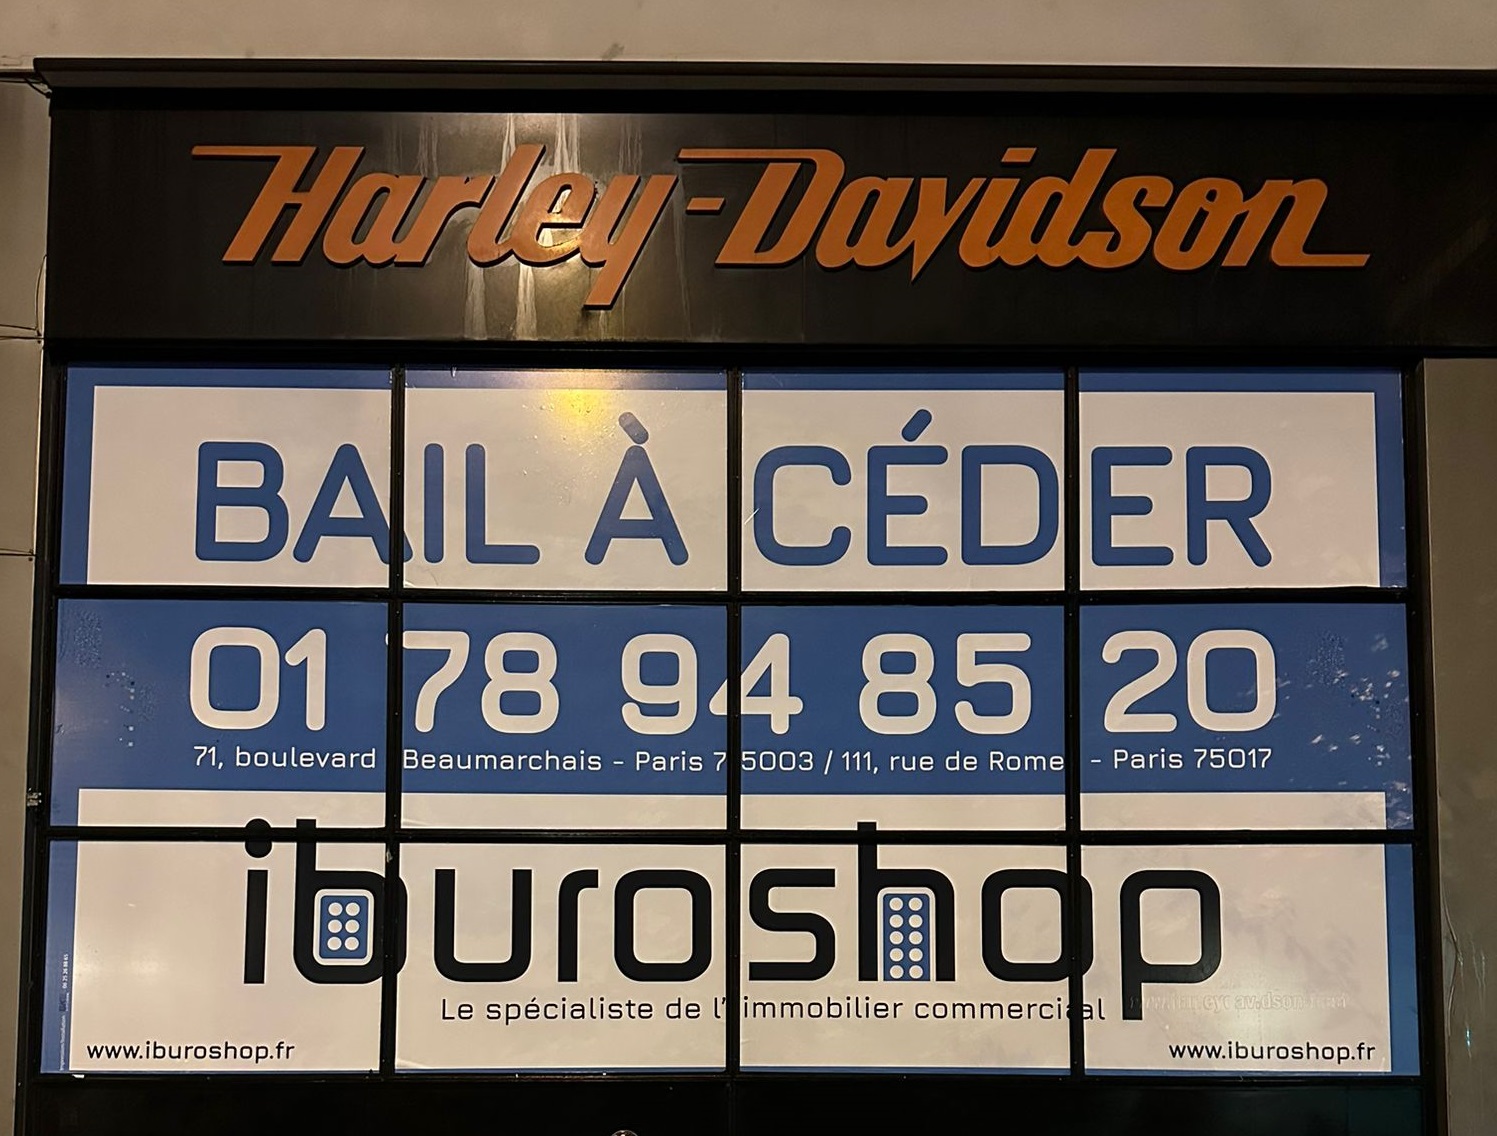 Harley-Davidson
BAIL À CÉDER
01 78 94 85 20
71, boulevard Beaumarchais - Paris 75003 / 111, rue de Rome - Paris 75017
iburoshop
Le spécialiste de l'immobilier commercial
www.iburoshop.fr
www.iburoshop.fr